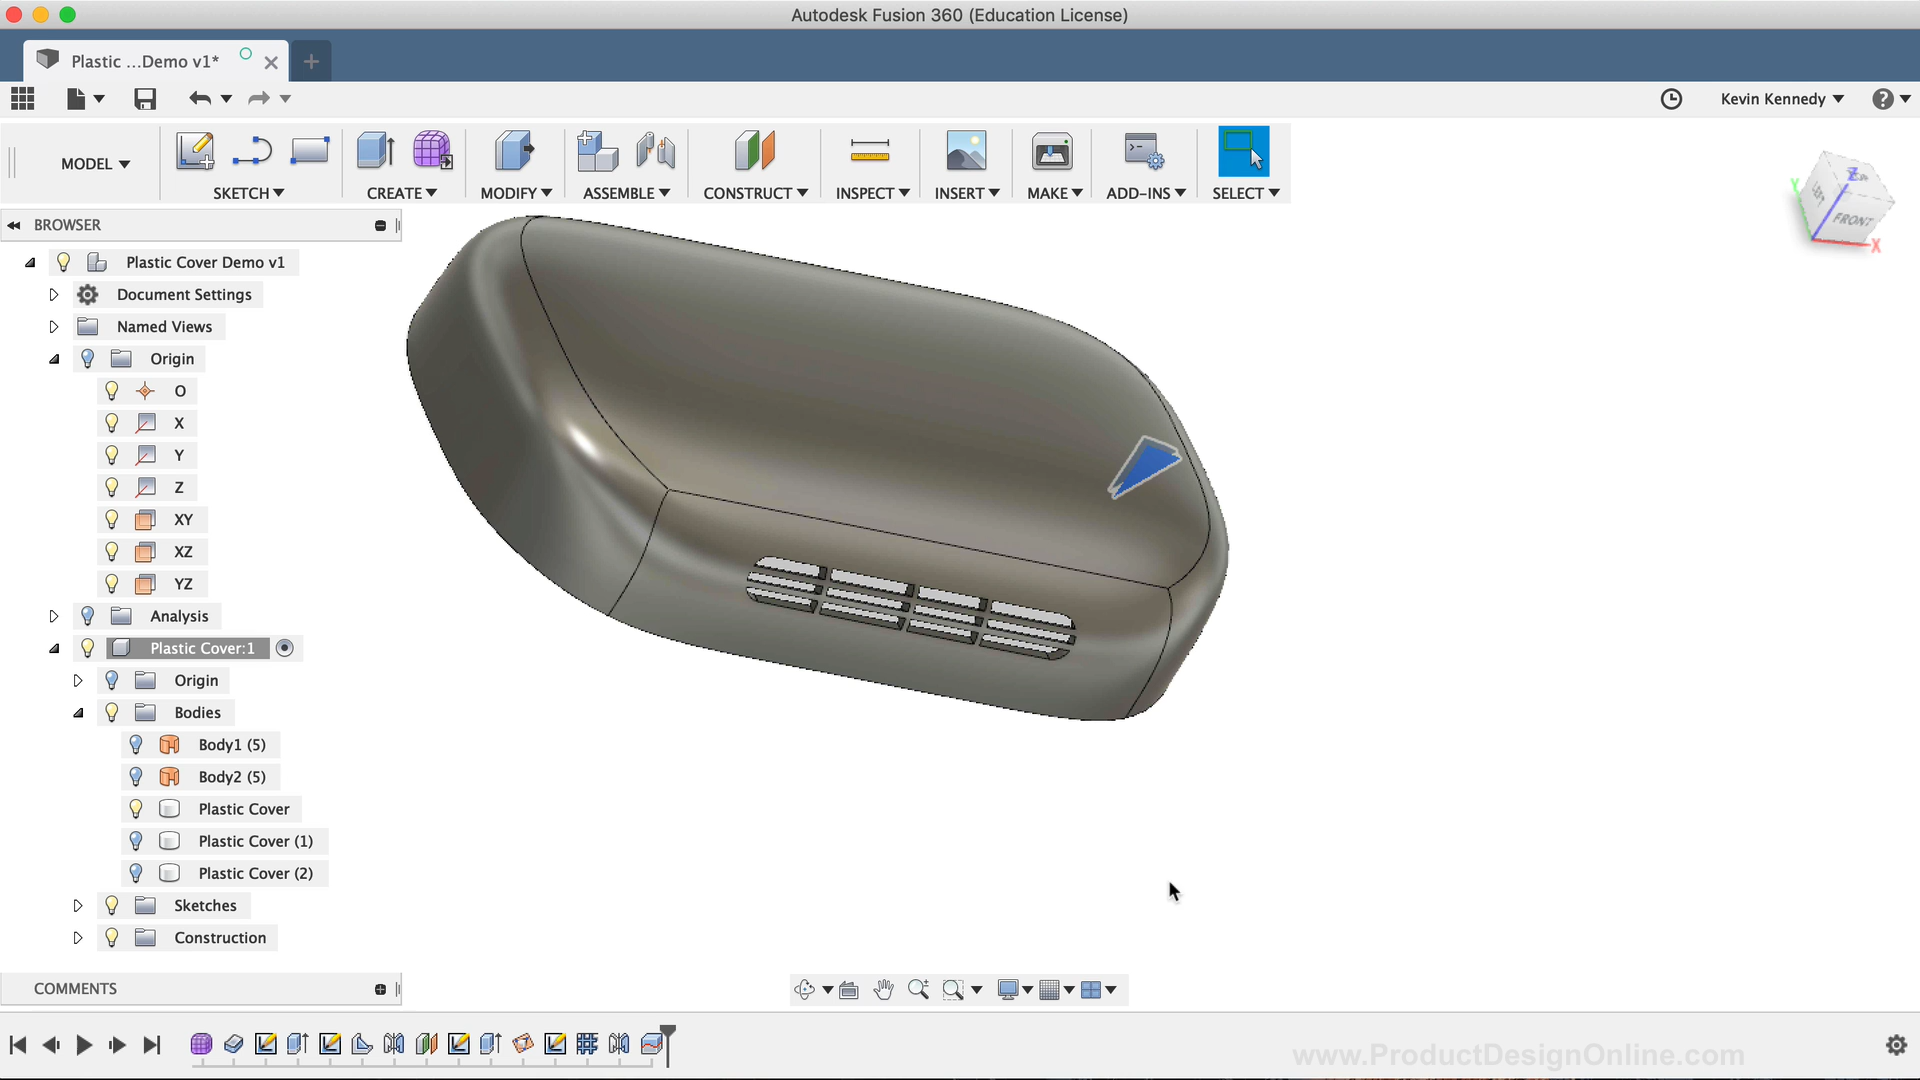 Autodesk Fusion 360 (Education License)
Plastic ...Demo v1*
Kevin Kennedy
MODEL
SKETCH
CREATE
MODIFY
ASSEMBLE
CONSTRUCT
INSPECT
INSERT
MAKE
ADD-INS
SELECT
Z
TOP
Y
LEFT
FRONT
X
BROWSER
Plastic Cover Demo v1
Document Settings
Named Views
Origin
O
X
Y
Z
XY
XZ
YZ
Analysis
Plastic Cover:1
Origin
Bodies
Body1 (5)
Body2 (5)
Plastic Cover
Plastic Cover (1)
Plastic Cover (2)
Sketches
Construction
COMMENTS
www.ProductDesignOnline.com